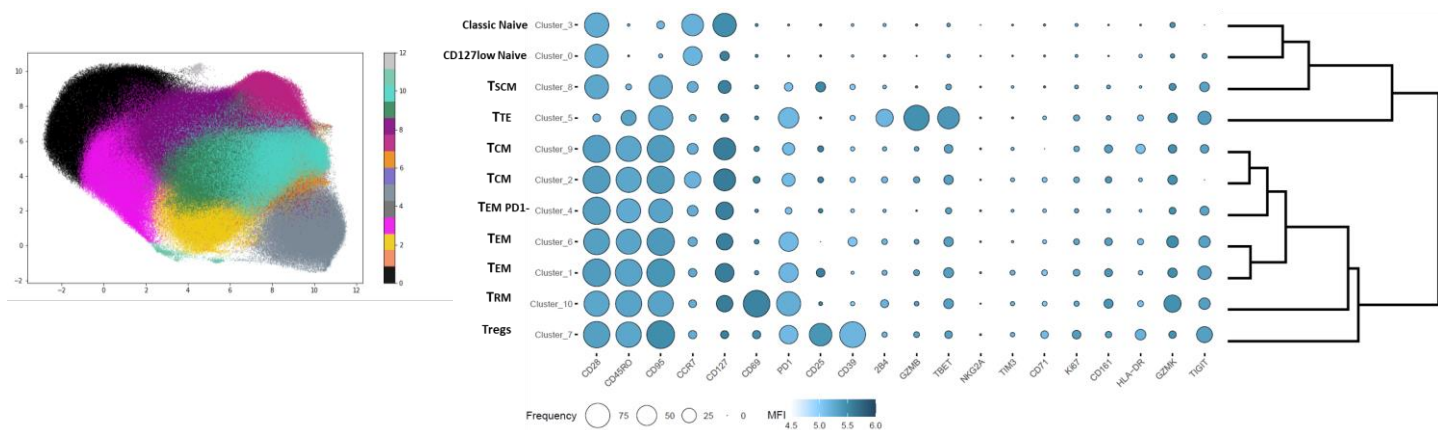 10
8
6
4
2
0
−2
−2
0
2
4
6
8
10
12
12
10
8
6
4
2
0
Classic Naive Cluster_3
CD127low Naive Cluster_0
TSCM Cluster_8
TTE Cluster_5
TCM Cluster_9
TCM Cluster_2
TEM PD1- Cluster_4
TEM Cluster_6
TEM Cluster_1
TRM Cluster_10
Tregs Cluster_7
CD28 CD45RO CD95 CCR7 CD127 CD69 PD1 CD25 CD39 2B4 GZMB TBET NKG2A TIM3 CD71 Ki67 CD161 HLA-DR GZMK TIGIT
Frequency 75 50 25 0 MFI
4.5 5.0 5.5 6.0